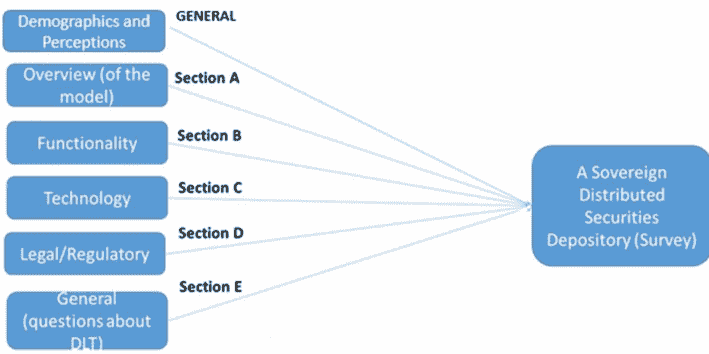 Demographics and
Perceptions
GENERAL
Overview (of the
model)
Section A
Functionality
Section B
Technology
Section C
Legal/Regulatory
Section D
General
(questions about
DLT)
Section E
A Sovereign
Distributed
Securities
Depository (Survey)